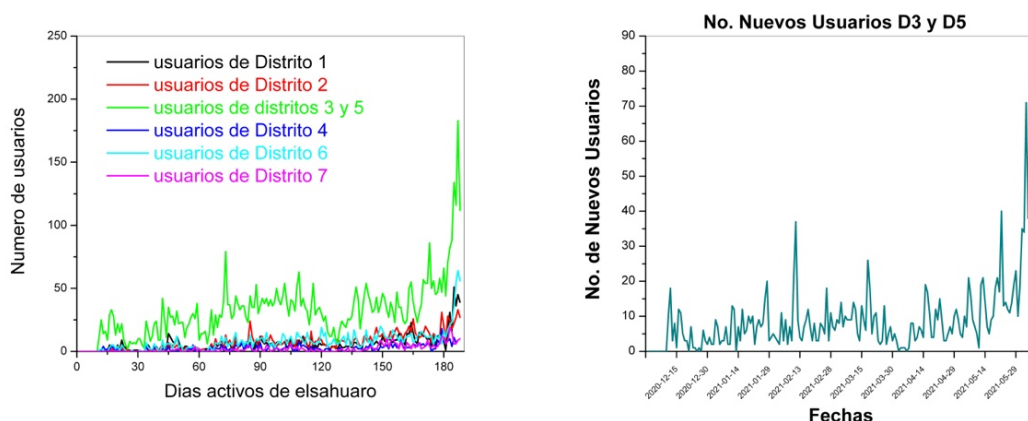 250
200
150
100
50
0
Numero de usuarios
usuarios de Distrito 1
usuarios de Distrito 2
usuarios de distritos 3 y 5
usuarios de Distrito 4
usuarios de Distrito 6
usuarios de Distrito 7
0 30 60 90 120 150 180
Dias activos de elsahuaro
No. Nuevos Usuarios D3 y D5
90
80
70
60
50
40
30
20
10
0
No. de Nuevos Usuarios
2020-12-15 2020-12-30 2021-01-14 2021-01-29 2021-02-13 2021-02-28 2021-03-15 2021-03-30 2021-04-14 2021-04-29 2021-05-14 2021-05-29
Fechas